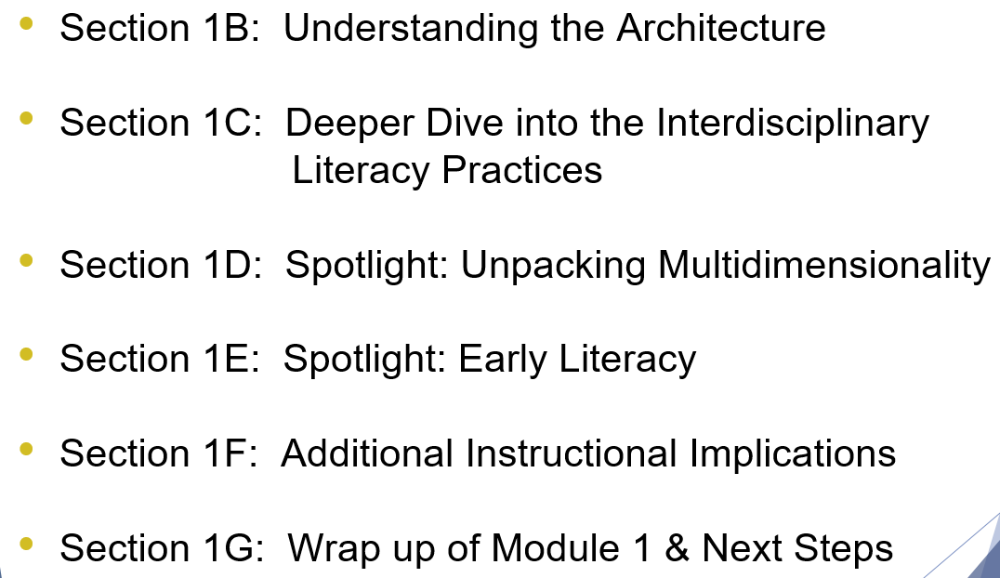 • Section 1B: Understanding the Architecture
• Section 1C: Deeper Dive into the Interdisciplinary
Literacy Practices
• Section 1D: Spotlight: Unpacking Multidimensionality
• Section 1E: Spotlight: Early Literacy
• Section 1F: Additional Instructional Implications
• Section 1G: Wrap up of Module 1 & Next Steps